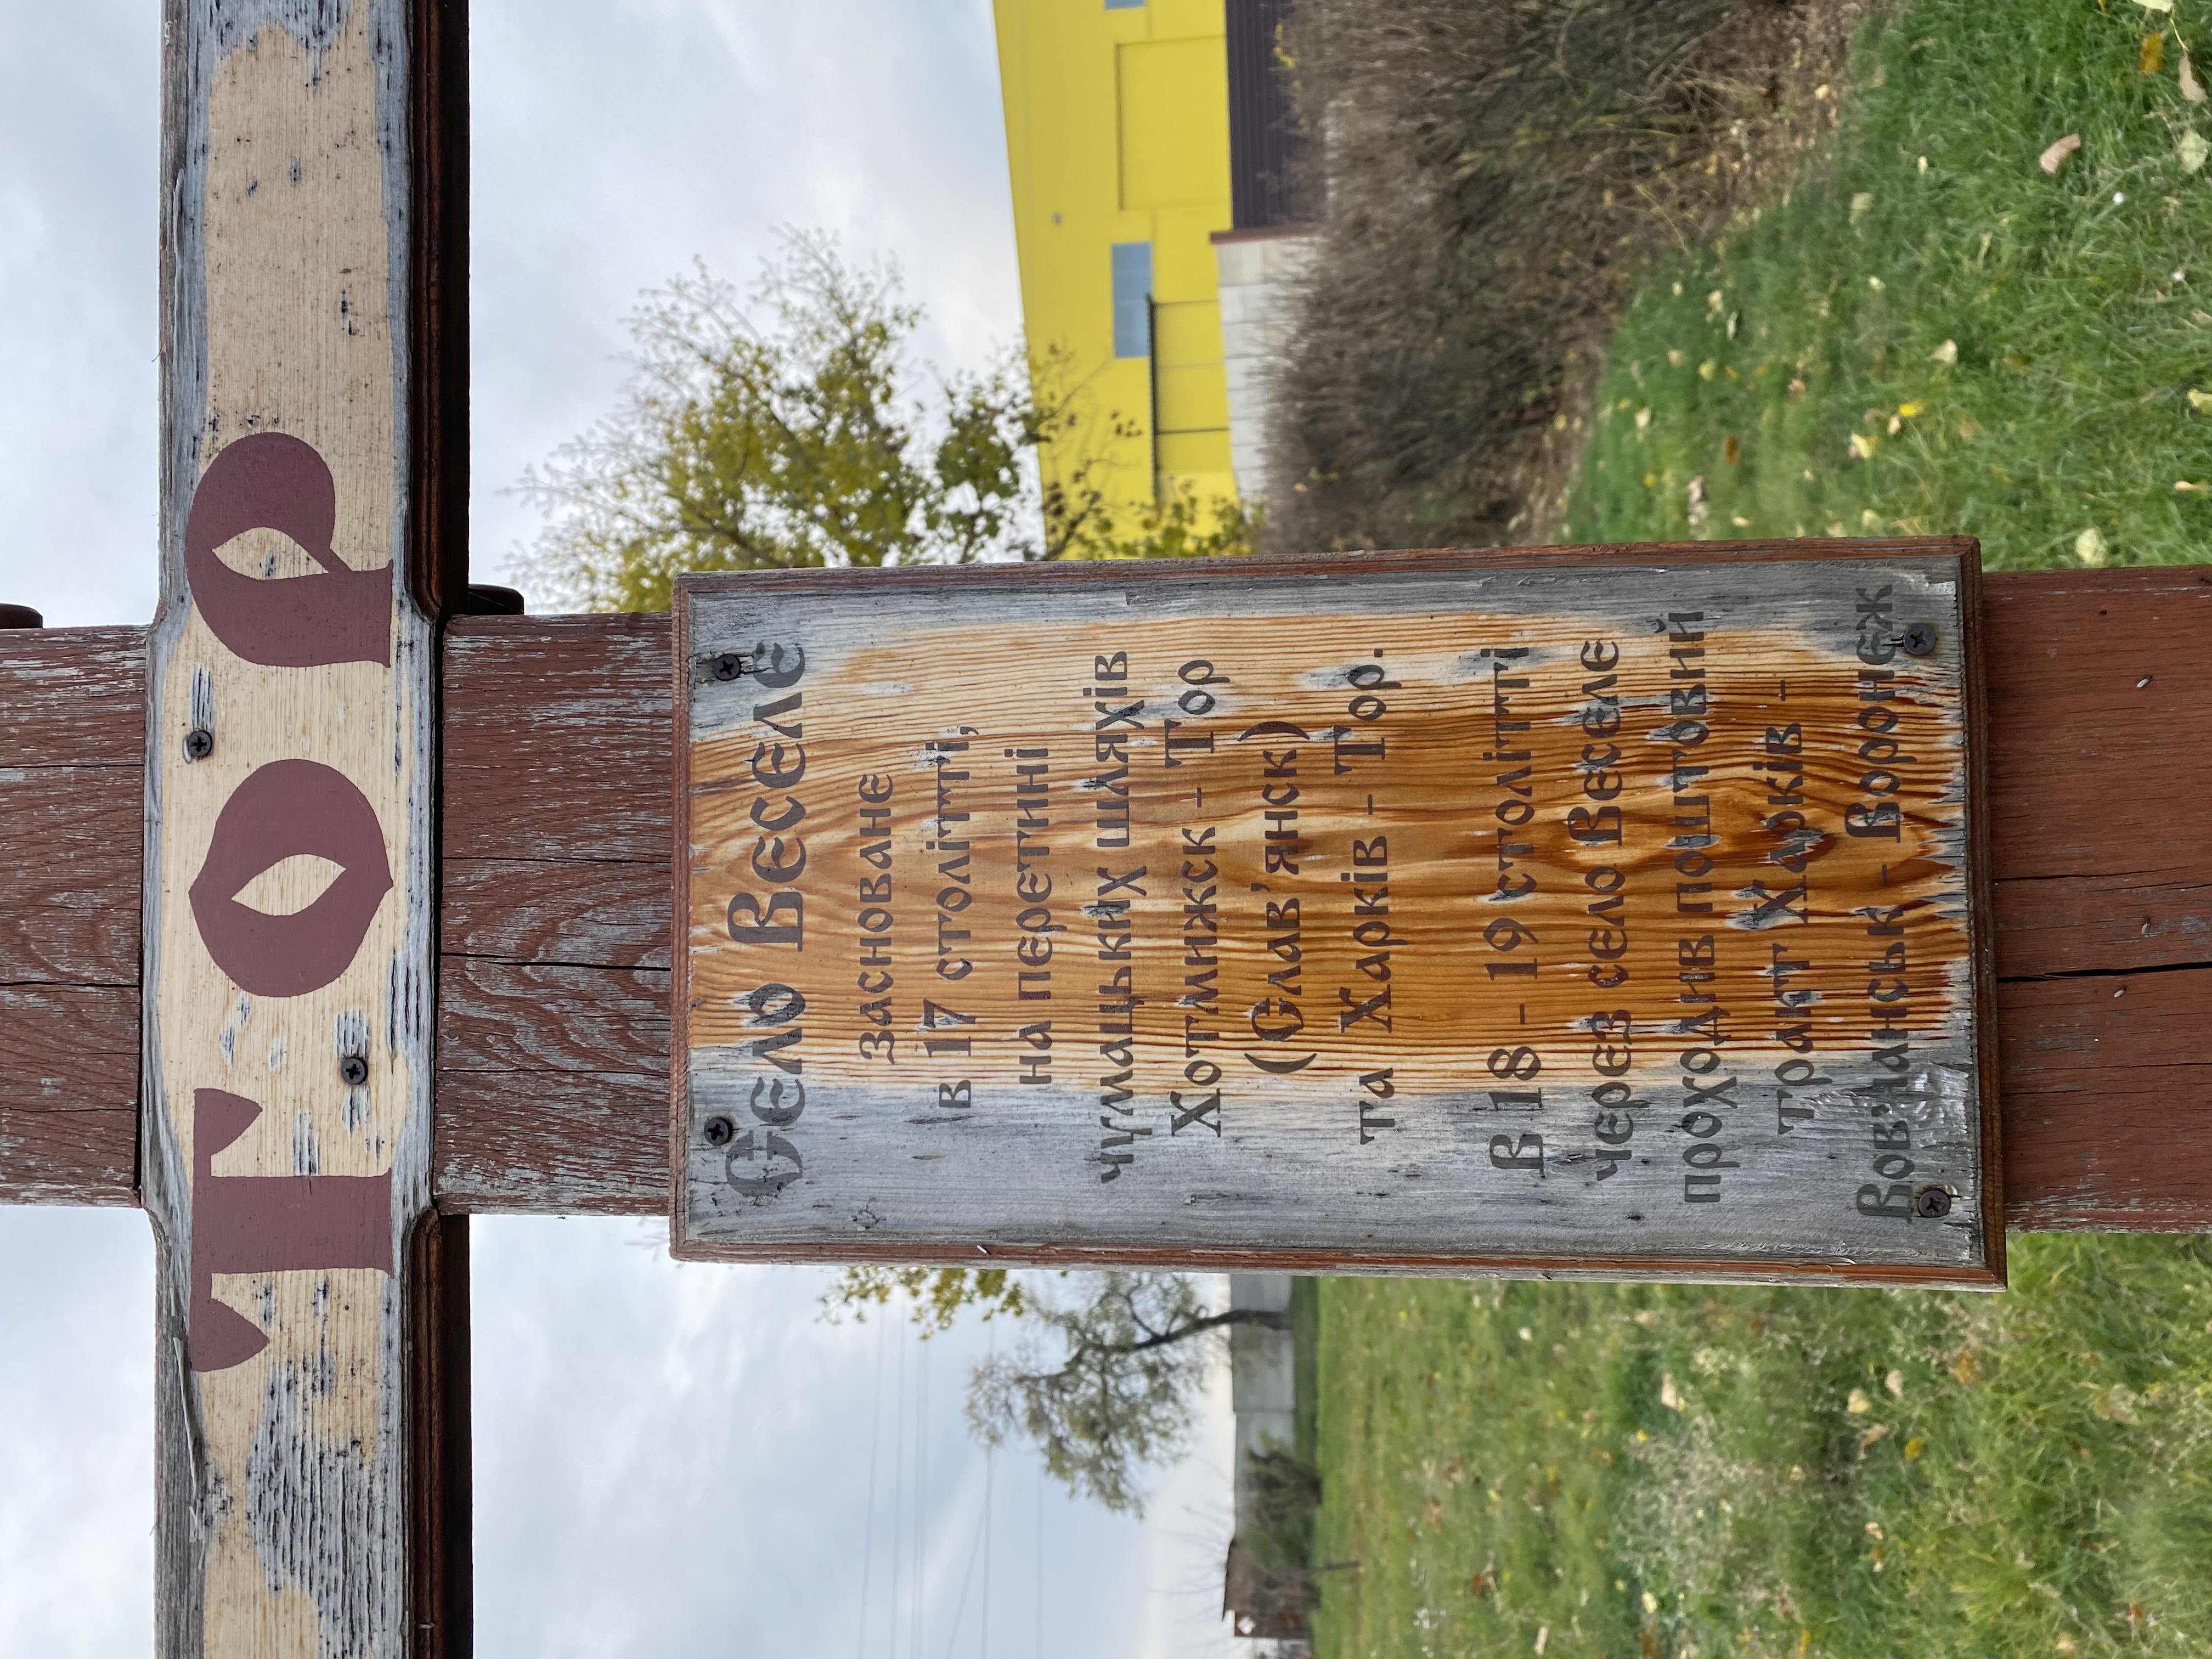 ТОР
Село Веселе
засноване
в 17 столітті,
на перетині
чумацьких шляхів
Хотмижск - Тор
(Слав'янск)
та Харків - Тор.
В 18 - 19 столітті
через село Веселе
проходив поштовий
тракт Харків -
Вовчанськ - Воронеж